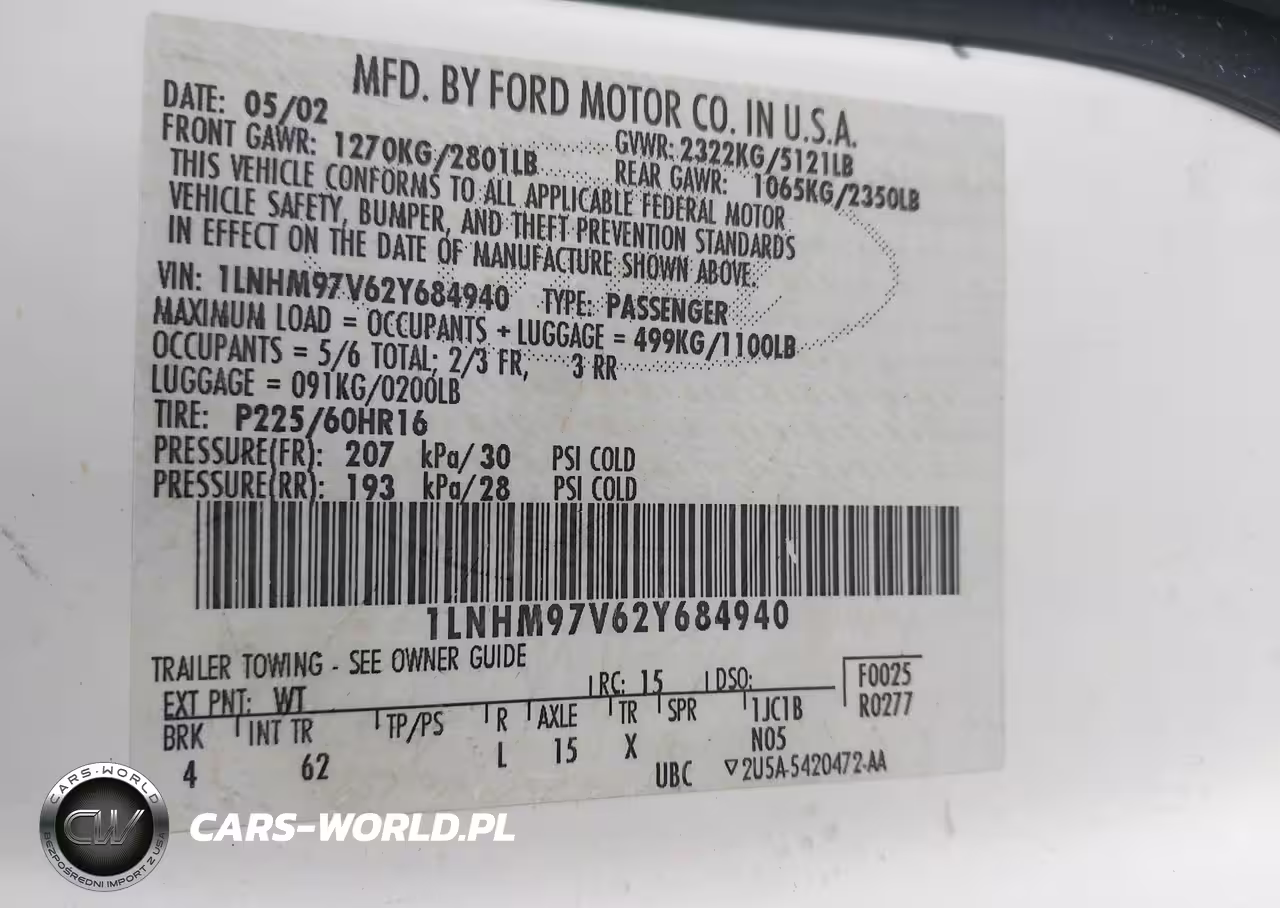 MFD. BY FORD MOTOR CO. IN U.S.A.
DATE: 05/02 GVWR: 2322KG/5121LB
FRONT GAWR: 1270KG/2801LB REAR GAWR: 1065KG/2350LB
THIS VEHICLE CONFORMS TO ALL APPLICABLE FEDERAL MOTOR
VEHICLE SAFETY, BUMPER, AND THEFT PREVENTION STANDARDS
IN EFFECT ON THE DATE OF MANUFACTURE SHOWN ABOVE.
VIN: 1LNHM97V62Y684940 TYPE: PASSENGER
MAXIMUM LOAD = OCCUPANTS + LUGGAGE = 499KG/1100LB
OCCUPANTS = 5/6 TOTAL; 2/3 FR, 3 RR
LUGGAGE = 091KG/0200LB
TIRE: P225/60HR16
PRESSURE(FR): 207 kPa/30 PSI COLD
PRESSURE(RR): 193 kPa/28 PSI COLD
1LNHM97V62Y684940
TRAILER TOWING - SEE OWNER GUIDE
EXT PNT: WT RC: 15 DSO: F0025
R0277
BRK INT TR TP/PS R AXLE TR SPR 1JC1B
4 62 L 15 X N05
UBC ▽2U5A-5420472-AA
CARS-WORLD
CW
BEZPOŚREDNI IMPORT Z USA
CARS-WORLD.PL